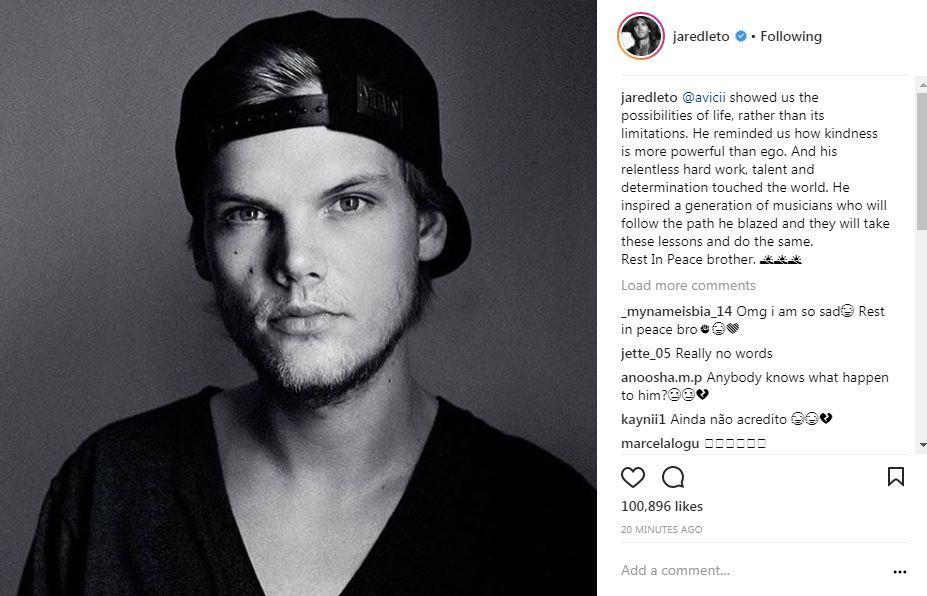 jaredleto • Following
jaredleto @avicii showed us the
possibilities of life, rather than its
limitations. He reminded us how kindness
is more powerful than ego. And his
relentless hard work, talent and
determination touched the world. He
inspired a generation of musicians who will
follow the path he blazed and they will take
these lessons and do the same.
Rest In Peace brother.
Load more comments
_mynameisbia_14 Omg i am so sad Rest
in peace bro
jette_05 Really no words
anoosha.m.p Anybody knows what happen
to him?
kaynii1 Ainda não acredito
marcelalogu
100,896 likes
20 MINUTES AGO
Add a comment...